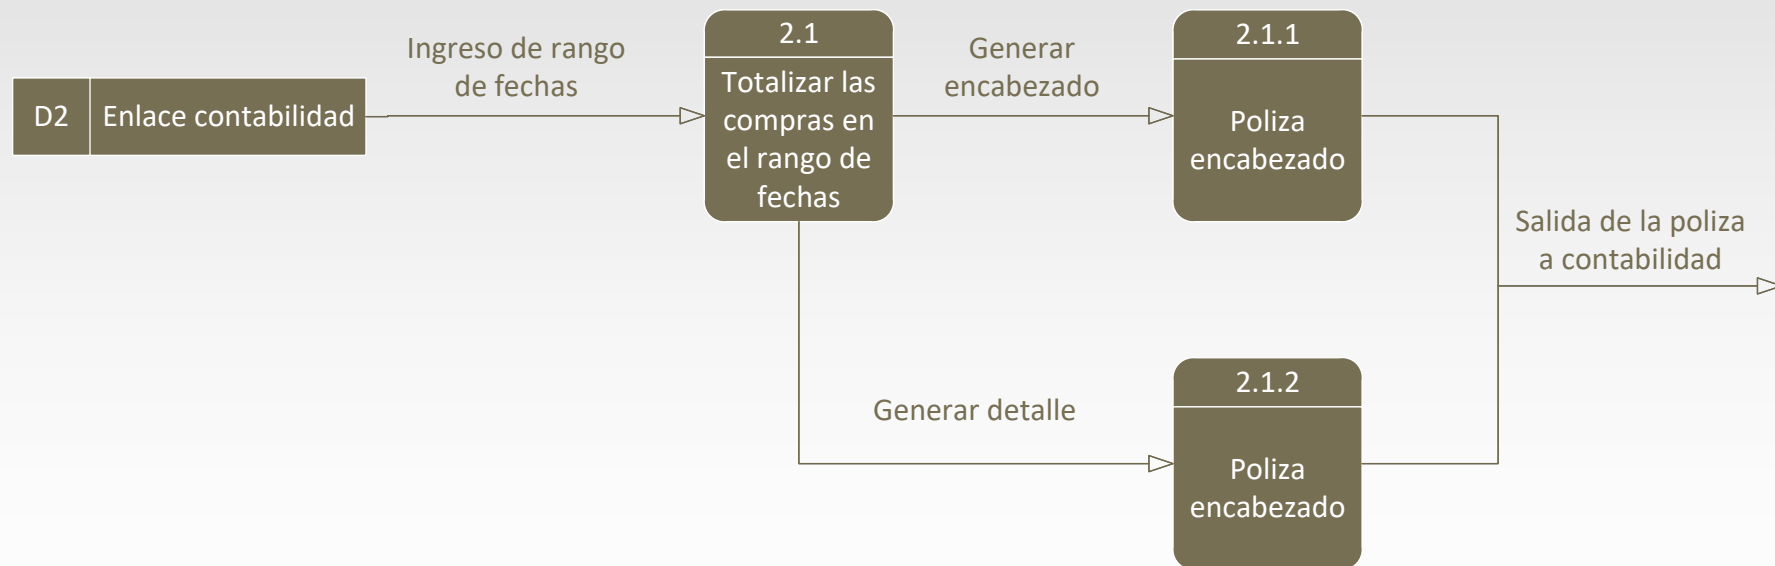 D2
Enlace contabilidad
Ingreso de rango
de fechas
2.1
Totalizar las
compras en
el rango de
fechas
Generar
encabezado
2.1.1
Poliza
encabezado
Generar detalle
2.1.2
Poliza
encabezado
Salida de la poliza
a contabilidad